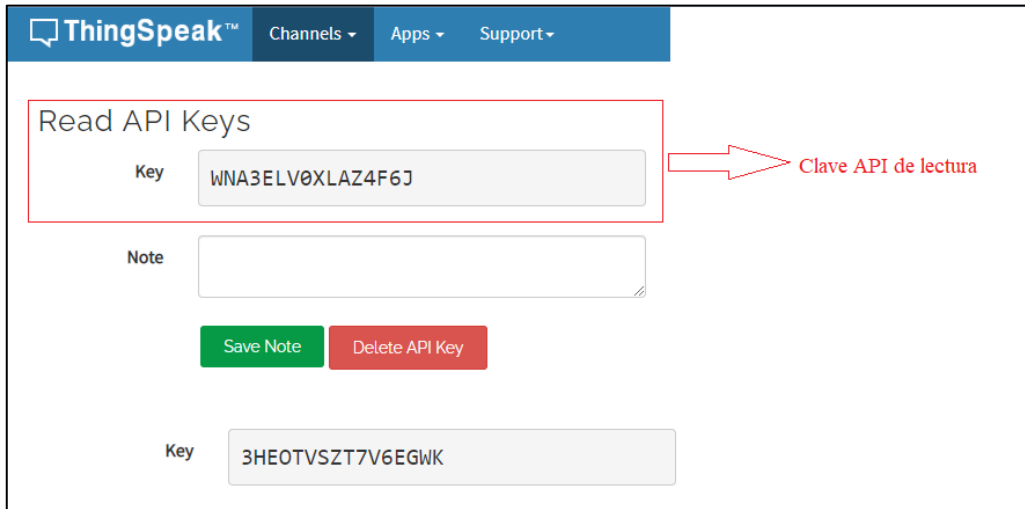 ThingSpeak™ Channels Apps Support
Read API Keys
Key WNA3ELV0XLAZ4F6J
Clave API de lectura
Note
Save Note Delete API Key
Key 3HEOTVSZT7V6EGWK